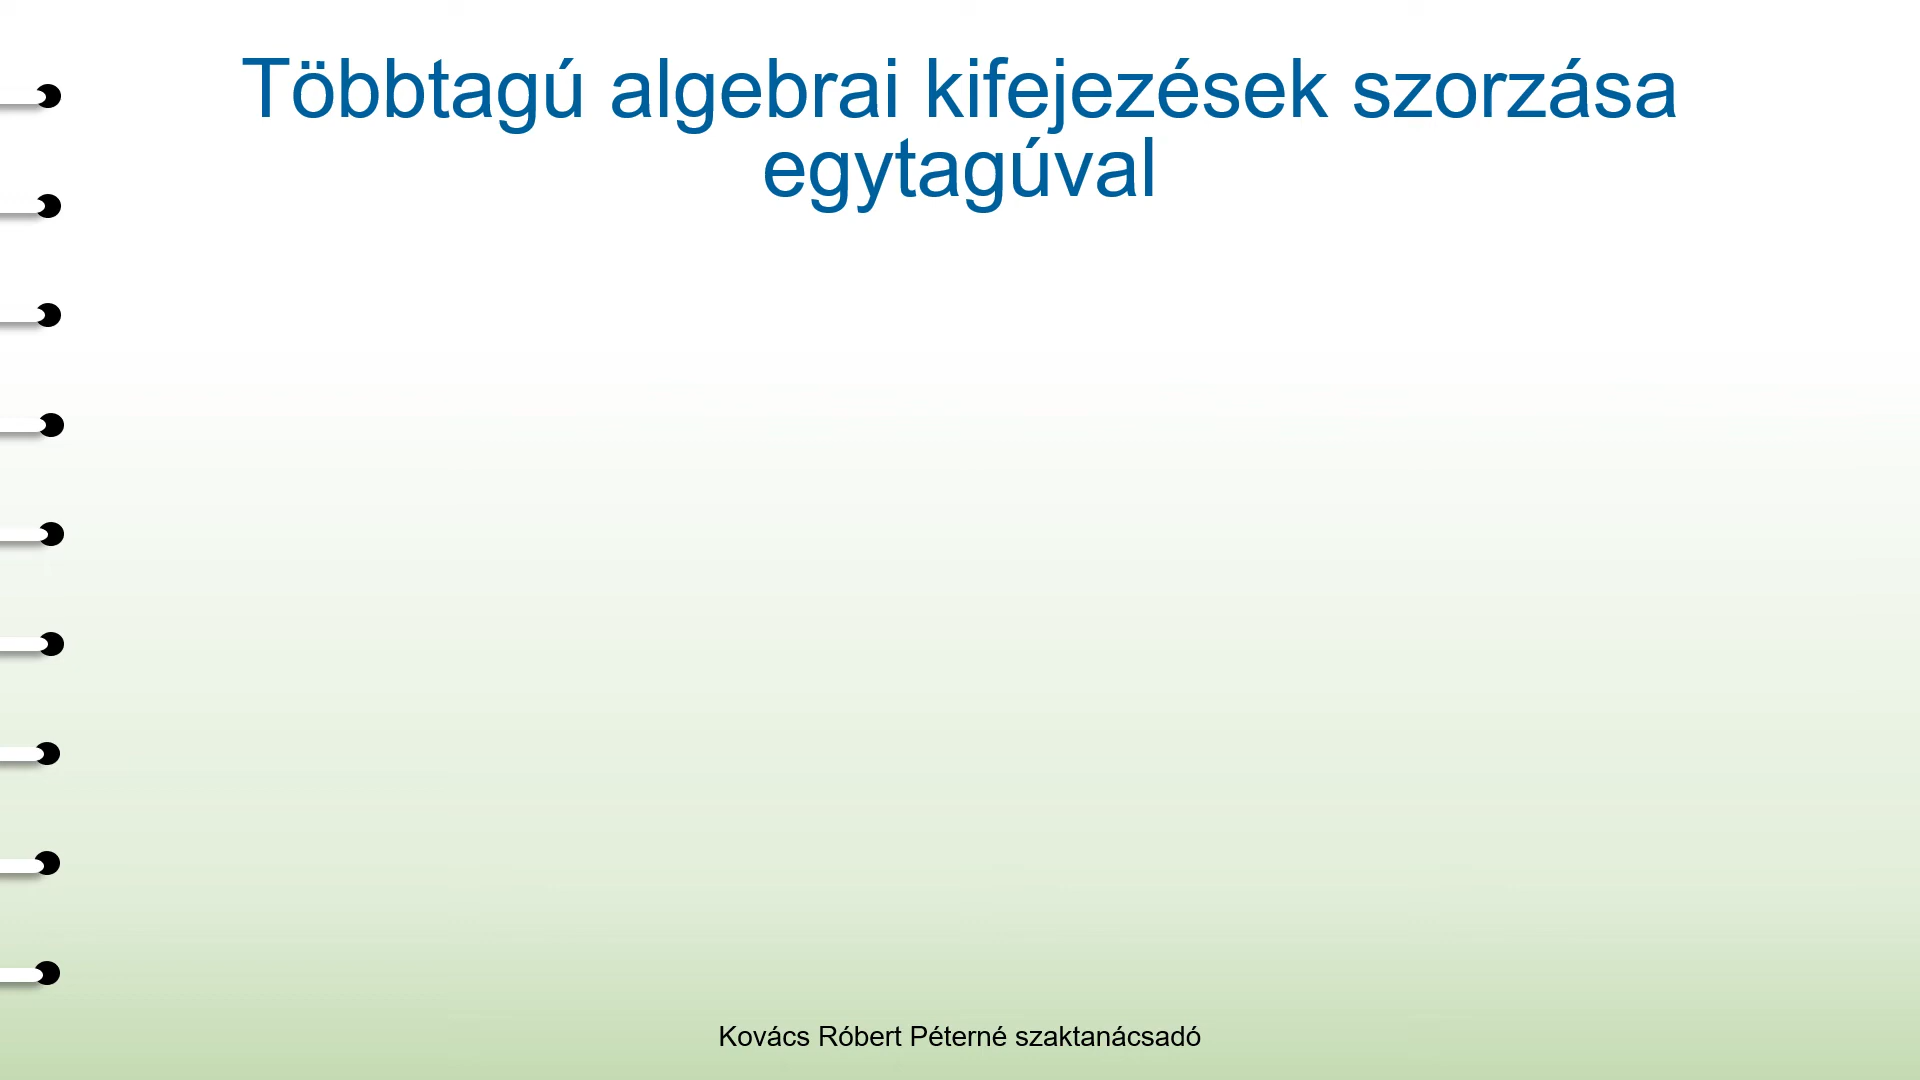 Többtagú algebrai kifejezések szorzása
egytagúval
Kovács Róbert Péterné szaktanácsadó